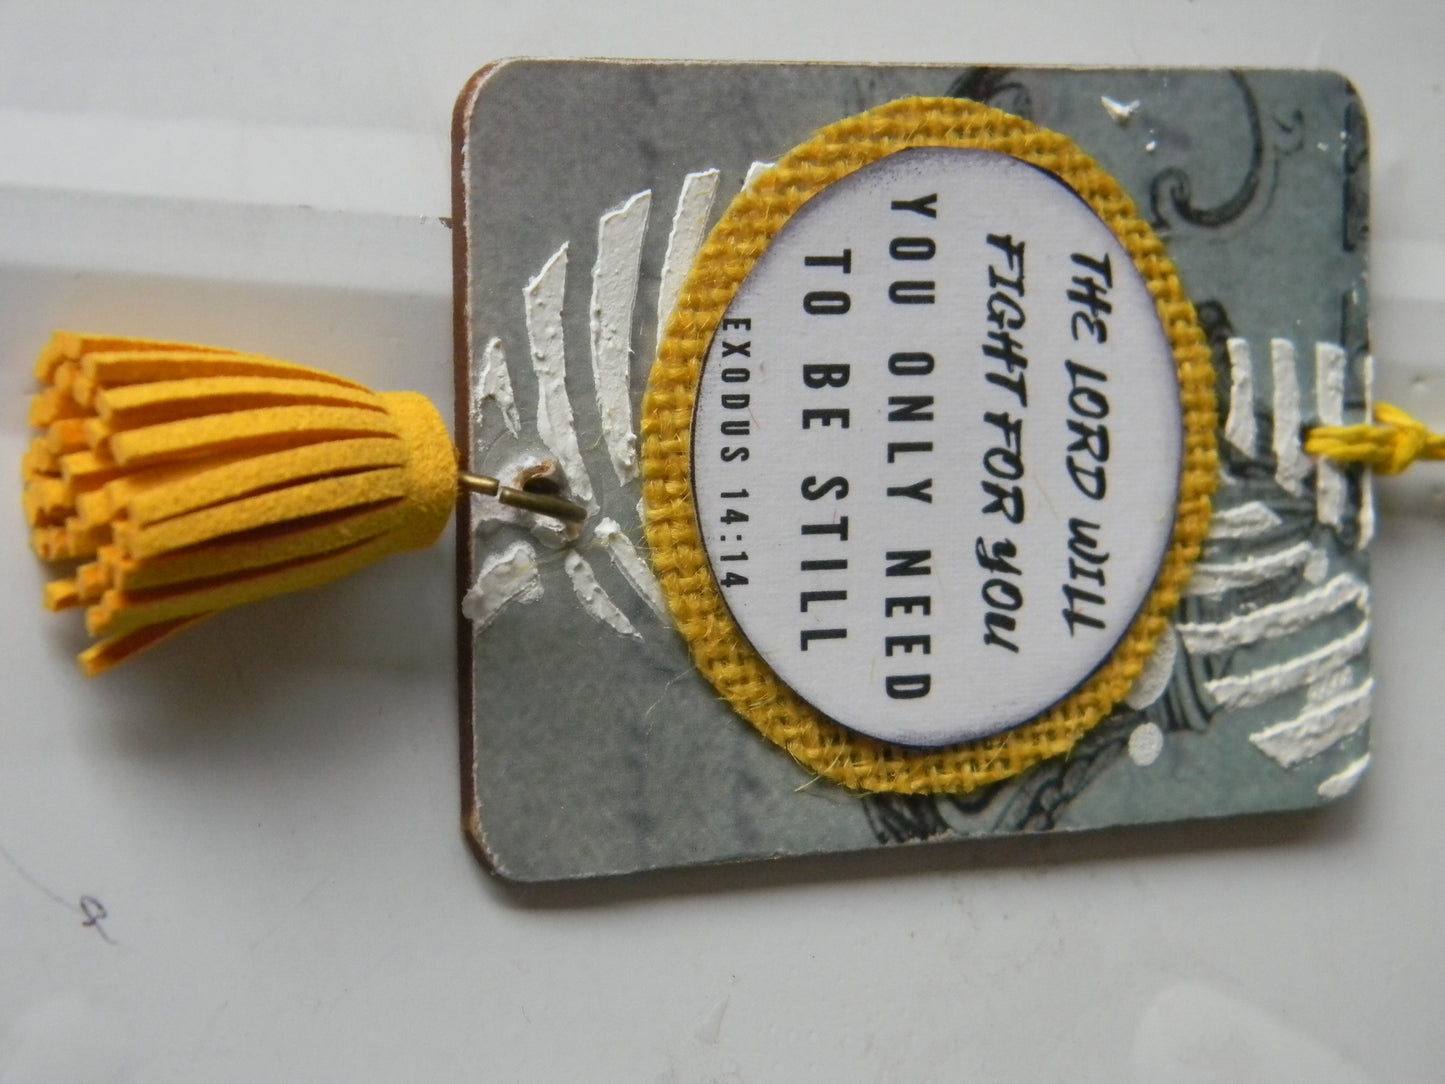 THE LORD WILL
FIGHT FOR YOU
YOU ONLY NEED
TO BE STILL
EXODUS 14:14